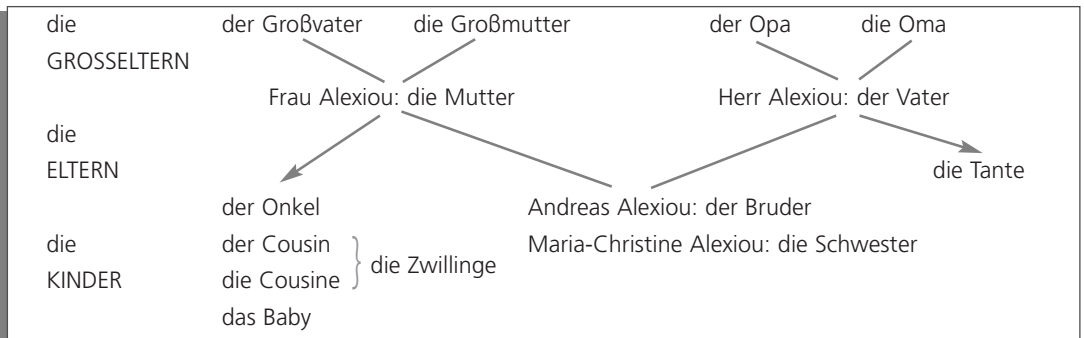 die der Großvater die Großmutter der Opa die Oma
GROSSELTERN
Frau Alexiou: die Mutter Herr Alexiou: der Vater
die
ELTERN die Tante
der Onkel Andreas Alexiou: der Bruder
die der Cousin Maria-Christine Alexiou: die Schwester
die Zwillinge
KINDER die Cousine
das Baby